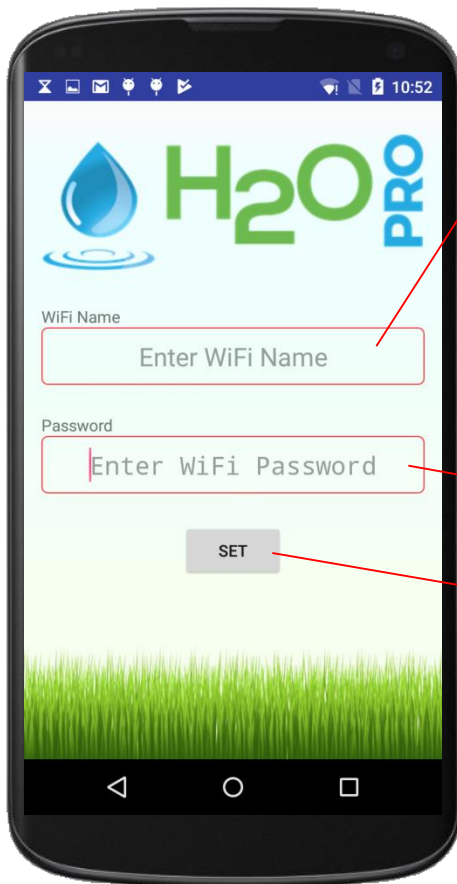 10:52
H2O PRO
WiFi Name
Enter WiFi Name
Password
Enter WiFi Password
SET